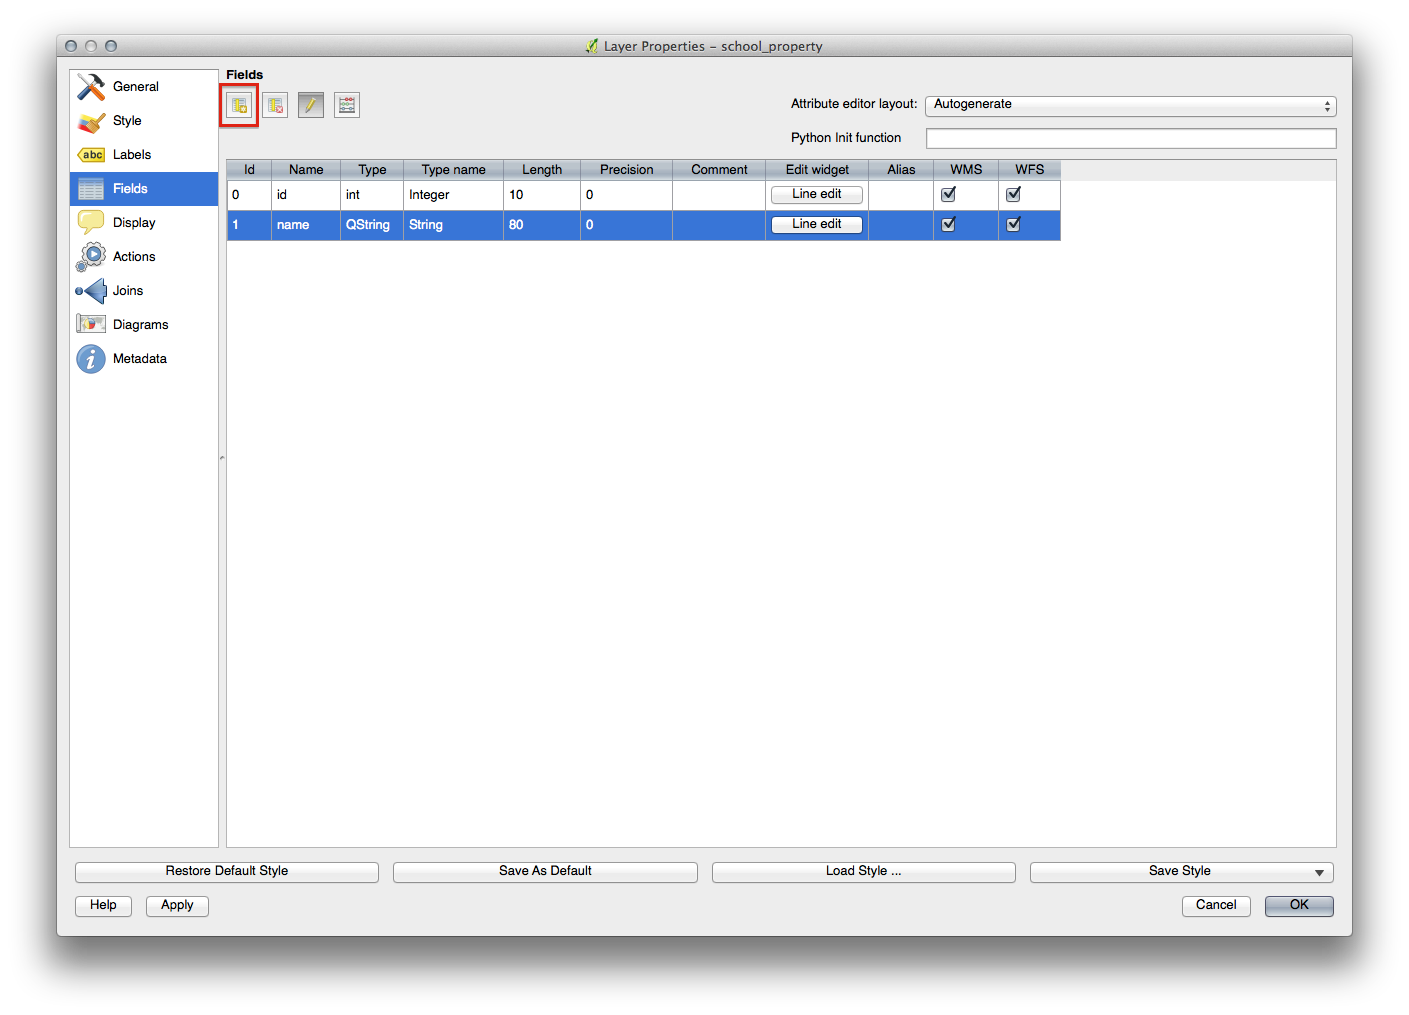 Layer Properties – school_property
General
Style
abc Labels
Fields
Display
Actions
Joins
Diagrams
i Metadata
Fields
Attribute editor layout: Autogenerate
Python Init function
Id Name Type Type name Length Precision Comment Edit widget Alias WMS WFS
0 id int Integer 10 0 Line edit
1 name QString String 80 0 Line edit
Restore Default Style Save As Default Load Style ... Save Style
Help Apply Cancel OK